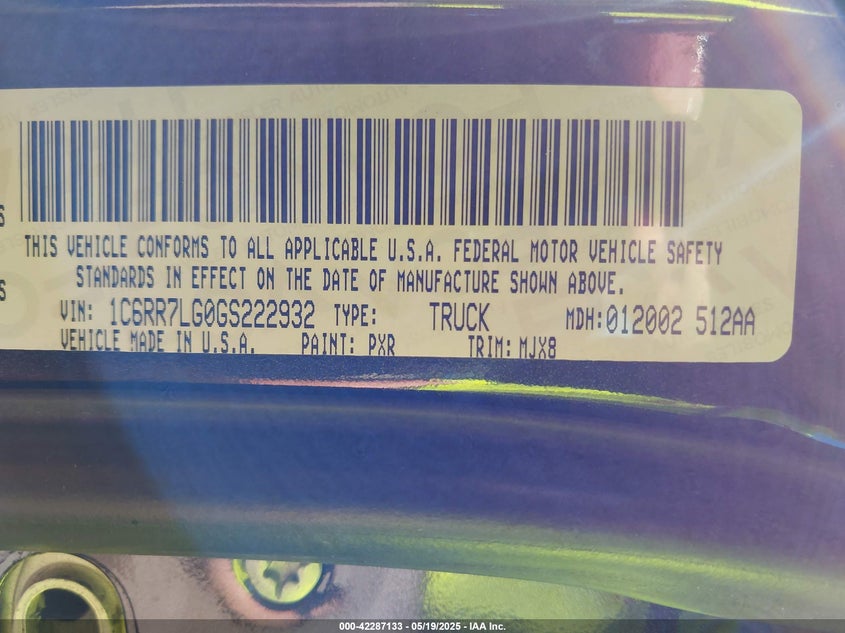 S
THIS VEHICLE CONFORMS TO ALL APPLICABLE U.S.A. FEDERAL MOTOR VEHICLE SAFETY
S STANDARDS IN EFFECT ON THE DATE OF MANUFACTURE SHOWN ABOVE.
VIN: 1C6RR7LG0GS222932 TYPE: TRUCK MDH:012002 512AA
VEHICLE MADE IN U.S.A. PAINT: PXR TRIM: MJX8
000-42287133 - 05/19/2025 - IAA Inc.